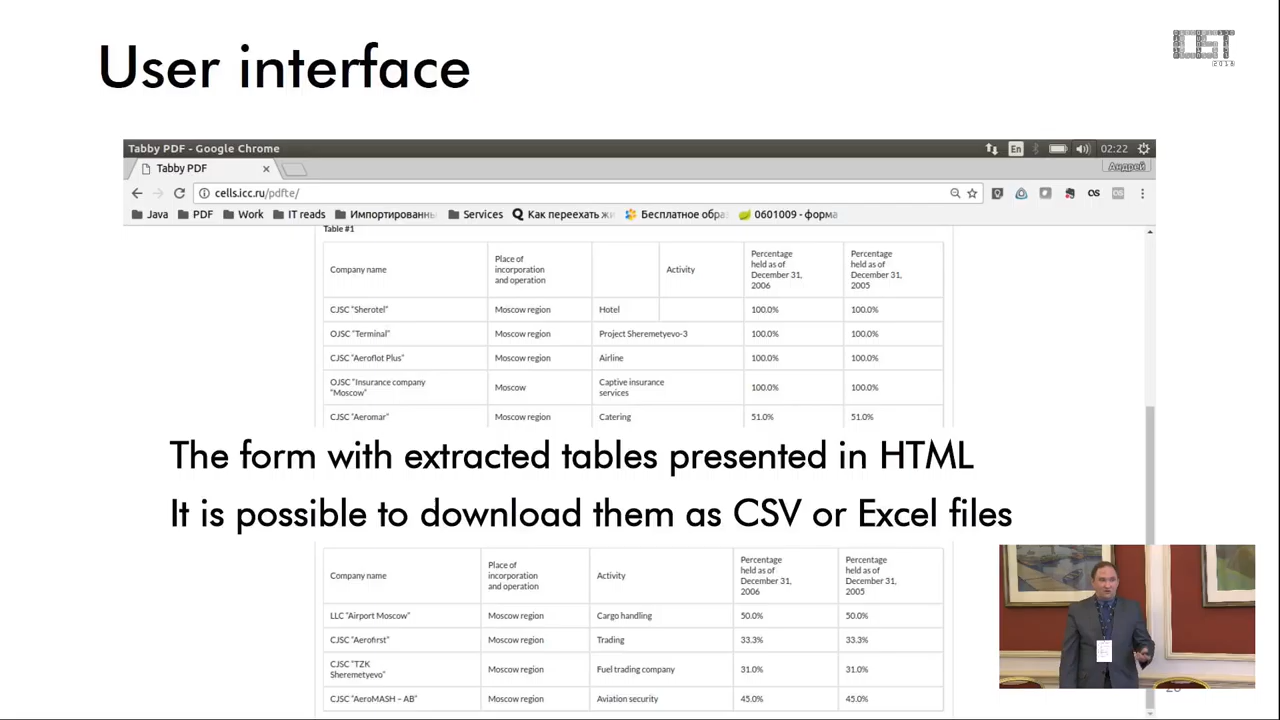 User interface
2018
Tabby PDF - Google Chrome
En
02:22
Tabby PDF
Андрей
cells.icc.ru/pdfte/
Java
PDF
Work
IT reads
Импортированны
Services
Как переехать жи
Бесплатное обра
0601009 - форма
Table #1
Company name
Place of
incorporation
and operation
Activity
Percentage
held as of
December 31,
2006
Percentage
held as of
December 31,
2005
CJSC "Sherotel" Moscow region Hotel 100.0% 100.0%
OJSC "Terminal" Moscow region Project Sheremetyevo-3 100.0% 100.0%
CJSC "Aeroflot Plus" Moscow region Airline 100.0% 100.0%
OJSC "Insurance company
"Moscow"
Moscow
Captive insurance
services
100.0% 100.0%
CJSC "Aeromar" Moscow region Catering 51.0% 51.0%
The form with extracted tables presented in HTML
It is possible to download them as CSV or Excel files
Company name
Place of
incorporation
and operation
Activity
Percentage
held as of
December 31,
2006
Percentage
held as of
December 31,
2005
LLC "Airport Moscow" Moscow region Cargo handling 50.0% 50.0%
CJSC "Aerofirst" Moscow region Trading 33.3% 33.3%
CJSC "TZK
Sheremetyevo"
Moscow region Fuel trading company 31.0% 31.0%
CJSC "AeroMASH – AB" Moscow region Aviation security 45.0% 45.0%